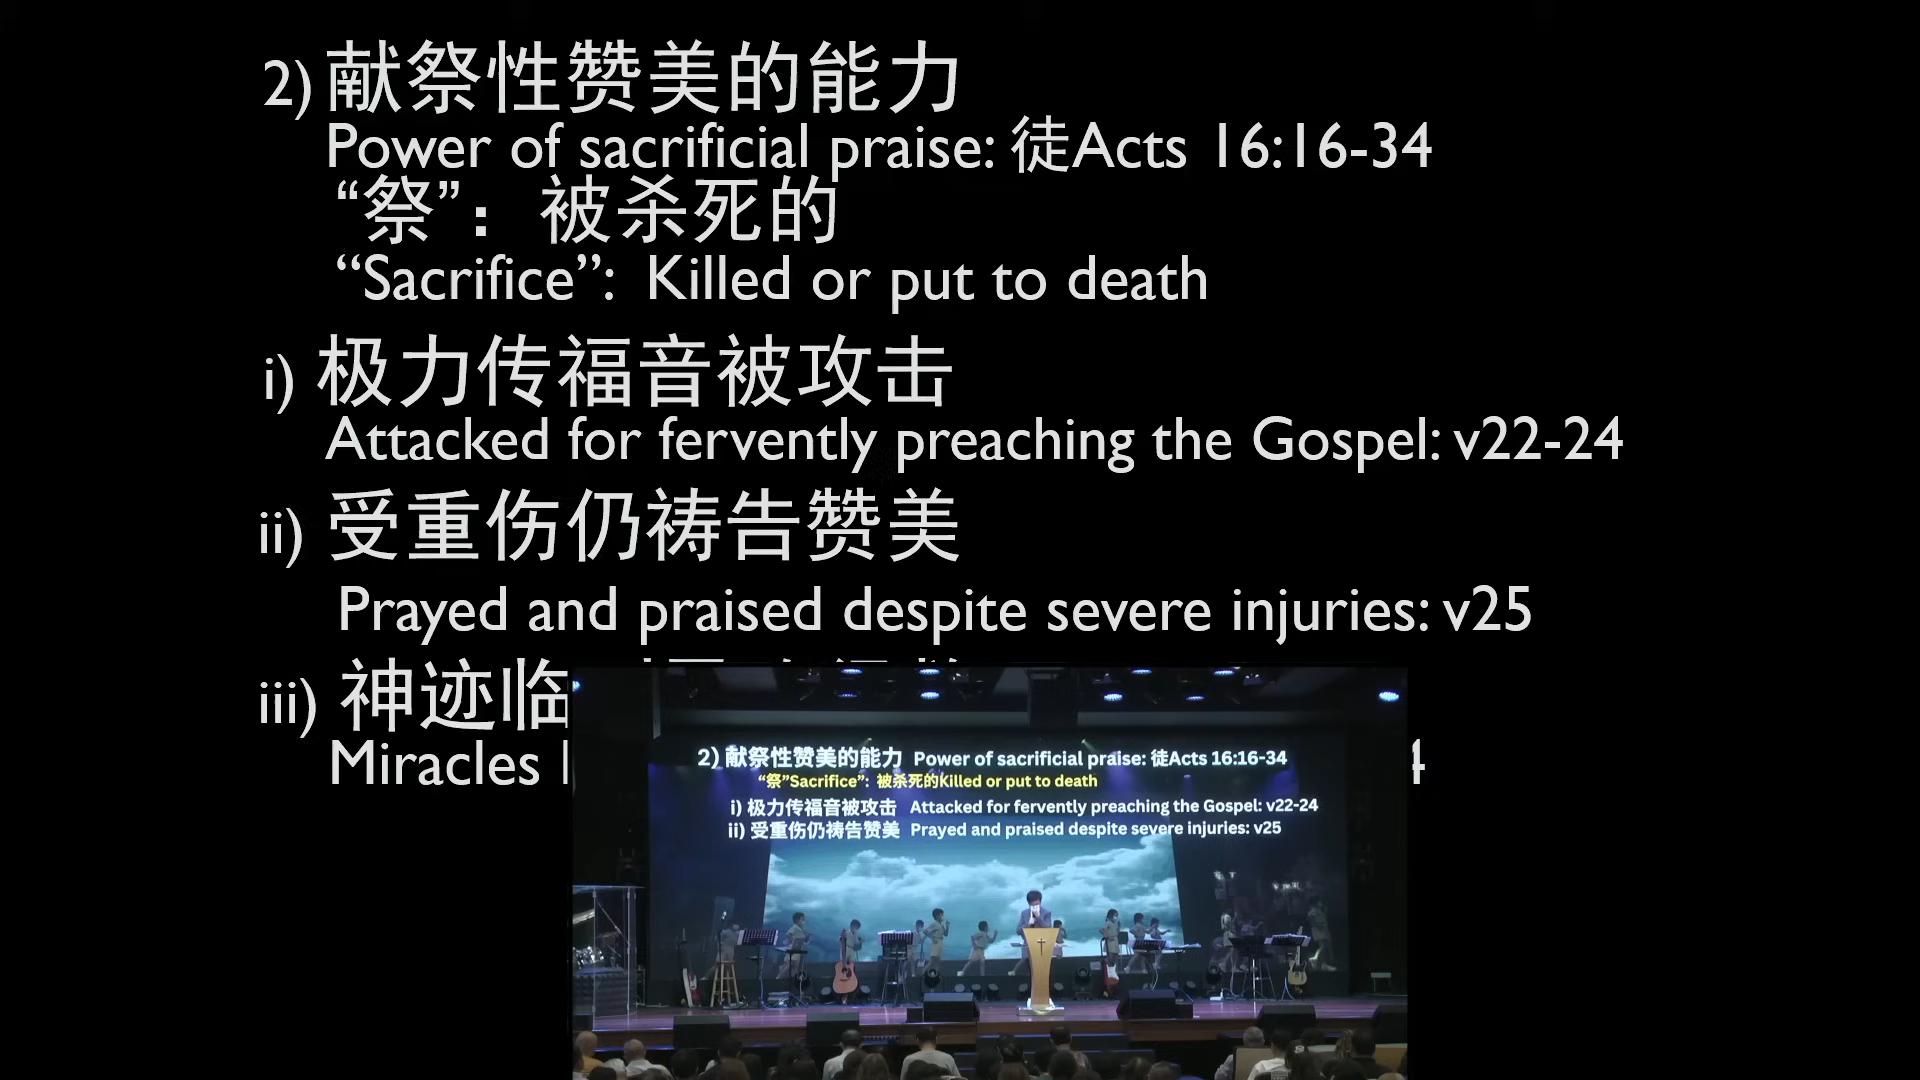 2) 献祭性赞美的能力
Power of sacrificial praise: 徒Acts 16:16-34
“祭”： 被杀死的
“Sacrifice”: Killed or put to death
i) 极力传福音被攻击
Attacked for fervently preaching the Gospel: v22-24
ii) 受重伤仍祷告赞美
Prayed and praised despite severe injuries: v25
iii) 神迹临
Miracles
2) 献祭性赞美的能力 Power of sacrificial praise: 徒Acts 16:16-34
“祭”Sacrifice”: 被杀死的Killed or put to death
i) 极力传福音被攻击 Attacked for fervently preaching the Gospel: v22-24
ii) 受重伤仍祷告赞美 Prayed and praised despite severe injuries: v25